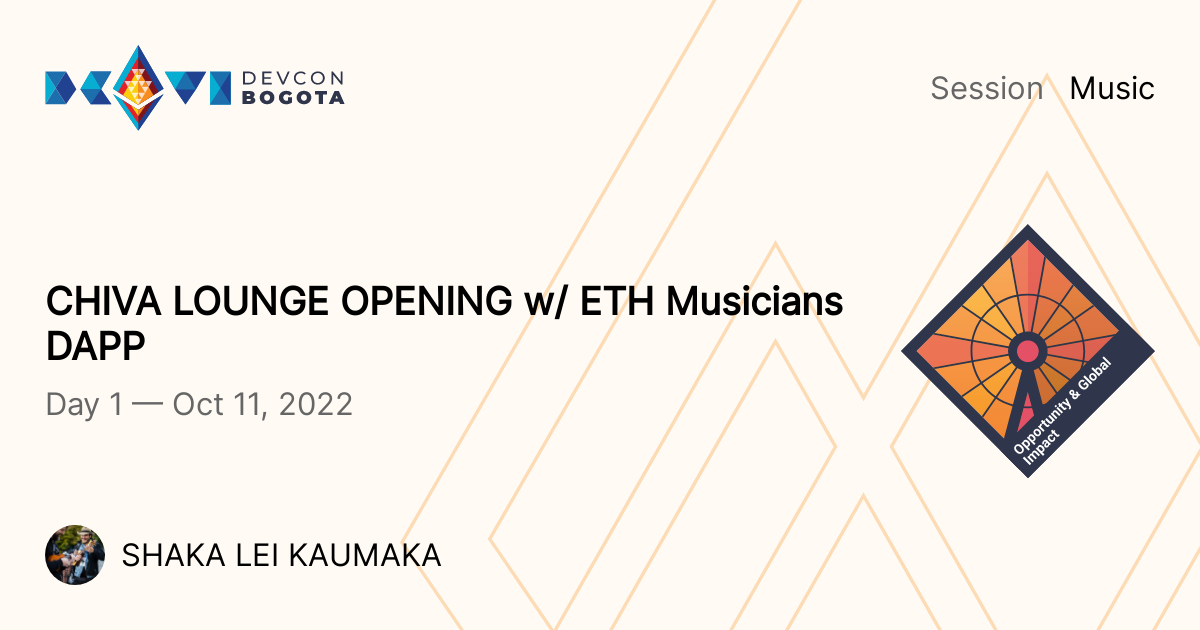 DEVCON
BOGOTA
Session Music
CHIVA LOUNGE OPENING w/ ETH Musicians
DAPP
Day 1 — Oct 11, 2022
Opportunity & Global
Impact
SHAKA LEI KAUMAKA